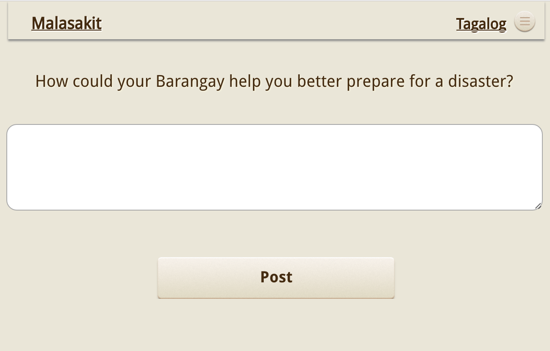 Malasakit
Tagalog
How could your Barangay help you better prepare for a disaster?
Post